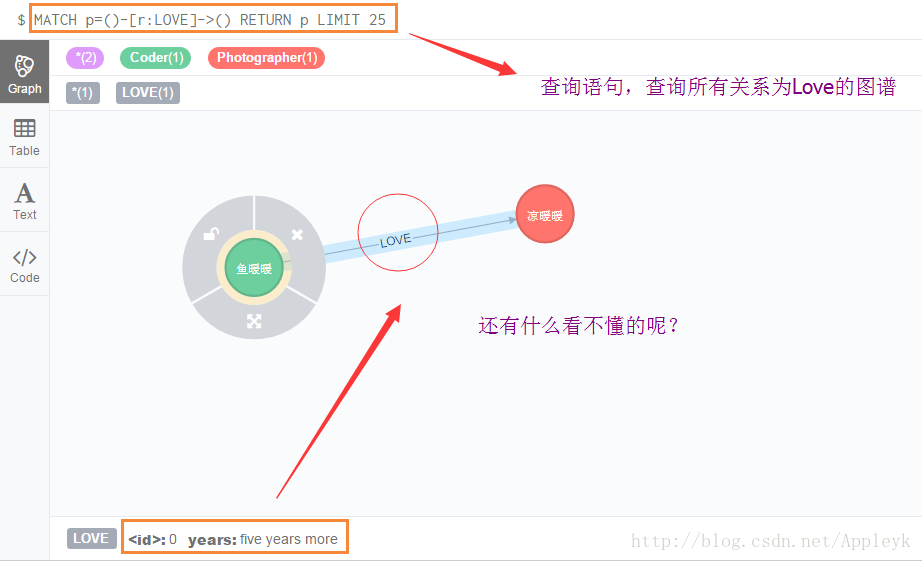 $ MATCH p=()-[r:LOVE]->() RETURN p LIMIT 25
*(2) Coder(1) Photographer(1)
Graph
*(1) LOVE(1)
查询语句，查询所有关系为Love的图谱
Table
A
Text
凉暖暖
LOVE
鱼暖暖
</>
Code
还有什么看不懂的呢？
LOVE <id>: 0 years: five years more
http://blog.csdn.net/Appleyk